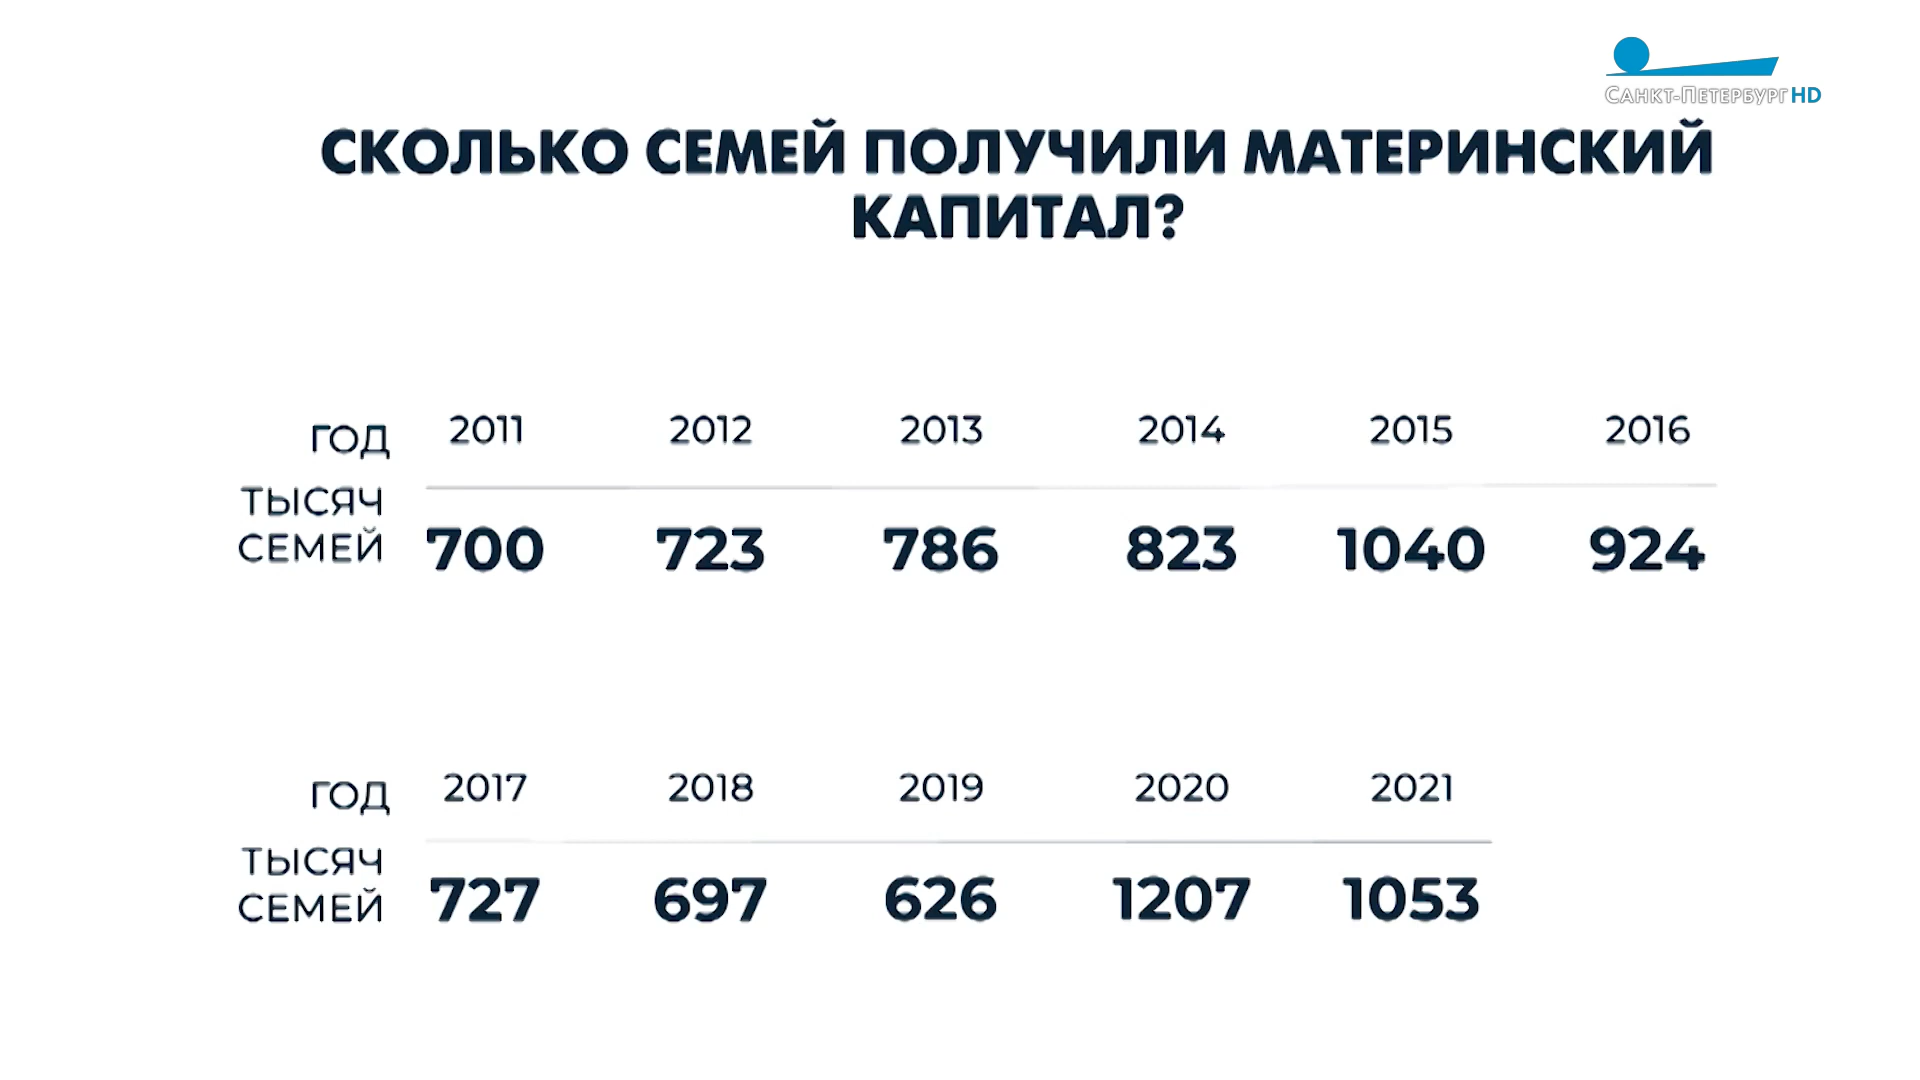 САНКТ-ПЕТЕРБУРГ HD
СКОЛЬКО СЕМЕЙ ПОЛУЧИЛИ МАТЕРИНСКИЙ
КАПИТАЛ?
ГОД 2011 2012 2013 2014 2015 2016
ТЫСЯЧ
СЕМЕЙ 700 723 786 823 1040 924
ГОД 2017 2018 2019 2020 2021
ТЫСЯЧ
СЕМЕЙ 727 697 626 1207 1053